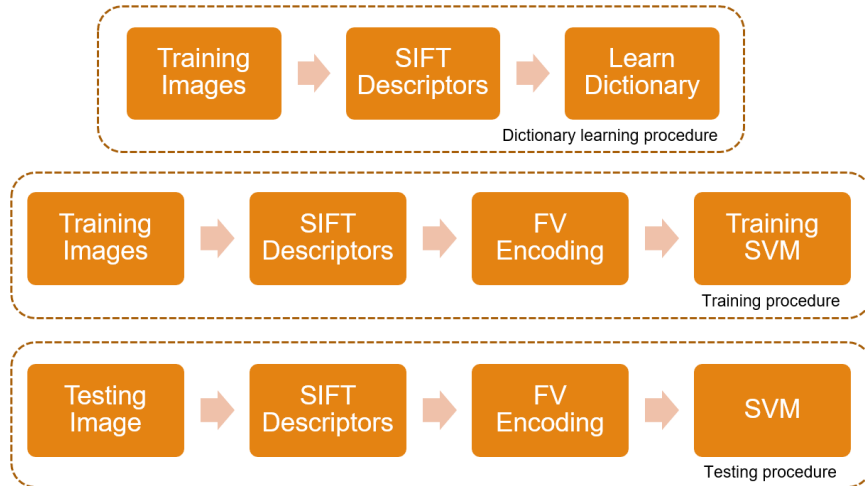 Training
Images
SIFT
Descriptors
Learn
Dictionary
Dictionary learning procedure
Training
Images
SIFT
Descriptors
FV
Encoding
Training
SVM
Training procedure
Testing
Image
SIFT
Descriptors
FV
Encoding
SVM
Testing procedure